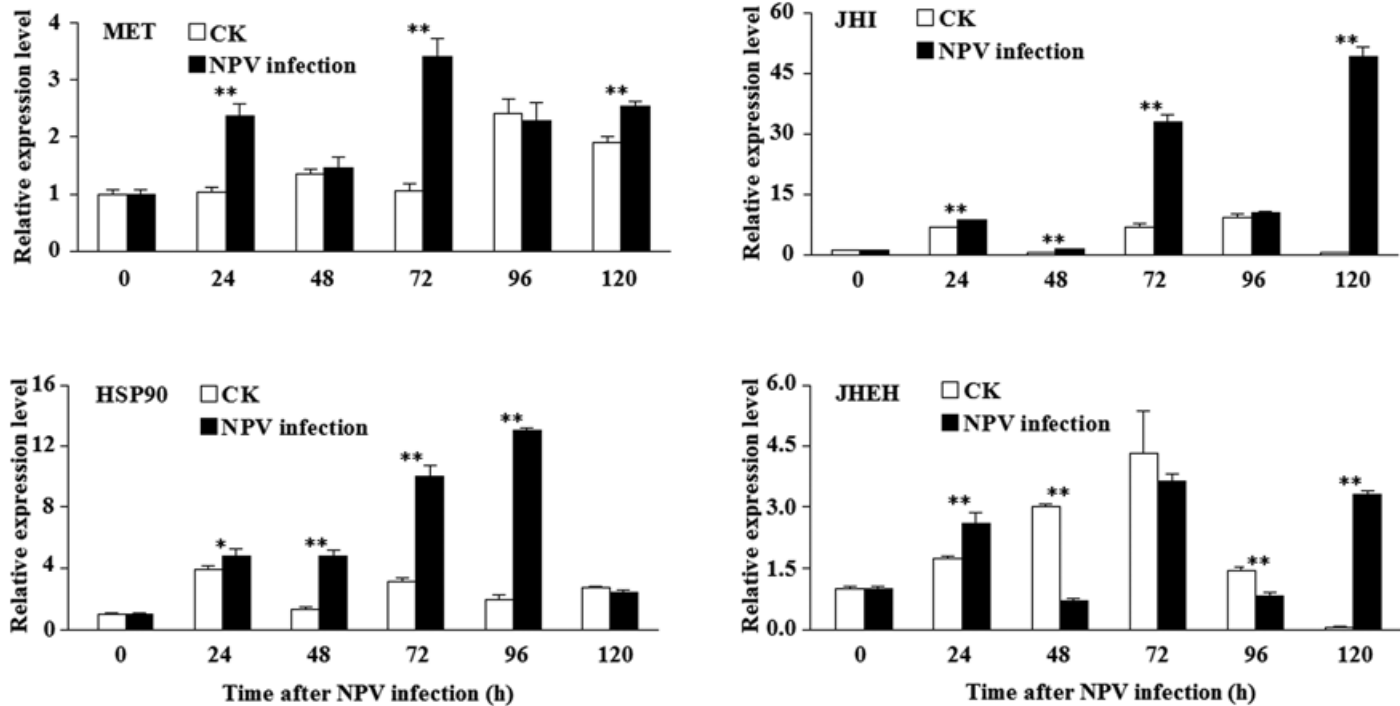 MET
CK
NPV infection
Relative expression level
4
3
2
1
0
**
**
**
0 24 48 72 96 120
JHI
CK
NPV infection
Relative expression level
60
45
30
15
0
**
**
**
**
0 24 48 72 96 120
HSP90
CK
NPV infection
Relative expression level
16
12
8
4
0
*
**
**
**
0 24 48 72 96 120
Time after NPV infection (h)
JHEH
CK
NPV infection
Relative expression level
6.0
4.5
3.0
1.5
0.0
**
**
**
**
0 24 48 72 96 120
Time after NPV infection (h)